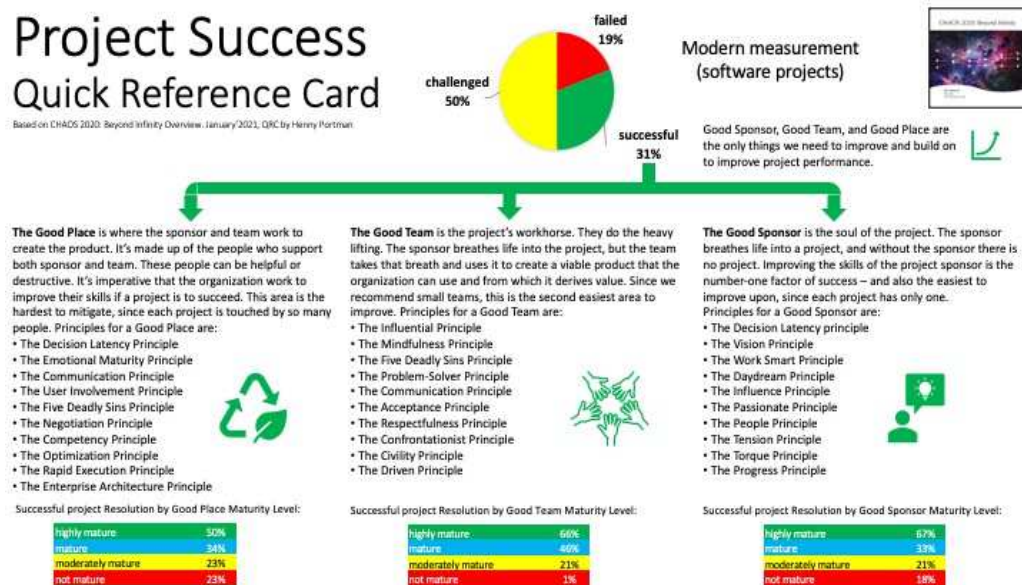 Project Success
Quick Reference Card
Based on CHAOS 2020: Beyond Infinity Overview. January'2021, QRC by Henny Portman
failed
19%
challenged
50%
successful
31%
Modern measurement
(software projects)
CHAOS 2020: Beyond Infinity
Good Sponsor, Good Team, and Good Place are
the only things we need to improve and build on
to improve project performance.
The Good Place is where the sponsor and team work to
create the product. It's made up of the people who support
both sponsor and team. These people can be helpful or
destructive. It's imperative that the organization work to
improve their skills if a project is to succeed. This area is the
hardest to mitigate, since each project is touched by so many
people. Principles for a Good Place are:
• The Decision Latency Principle
• The Emotional Maturity Principle
• The Communication Principle
• The User Involvement Principle
• The Five Deadly Sins Principle
• The Negotiation Principle
• The Competency Principle
• The Optimization Principle
• The Rapid Execution Principle
• The Enterprise Architecture Principle
Successful project Resolution by Good Place Maturity Level:
highly mature 50%
mature 34%
moderately mature 23%
not mature 23%
The Good Team is the project's workhorse. They do the heavy
lifting. The sponsor breathes life into the project, but the team
takes that breath and uses it to create a viable product that the
organization can use and from which it derives value. Since we
recommend small teams, this is the second easiest area to
improve. Principles for a Good Team are:
• The Influential Principle
• The Mindfulness Principle
• The Five Deadly Sins Principle
• The Problem-Solver Principle
• The Communication Principle
• The Acceptance Principle
• The Respectfulness Principle
• The Confrontationist Principle
• The Civility Principle
• The Driven Principle
Successful project Resolution by Good Team Maturity Level:
highly mature 66%
mature 46%
moderately mature 21%
not mature 1%
The Good Sponsor is the soul of the project. The sponsor
breathes life into a project, and without the sponsor there is
no project. Improving the skills of the project sponsor is the
number-one factor of success – and also the easiest to
improve upon, since each project has only one.
Principles for a Good Sponsor are:
• The Decision Latency principle
• The Vision Principle
• The Work Smart Principle
• The Daydream Principle
• The Influence Principle
• The Passionate Principle
• The People Principle
• The Tension Principle
• The Torque Principle
• The Progress Principle
Successful project Resolution by Good Sponsor Maturity Level:
highly mature 67%
mature 33%
moderately mature 21%
not mature 18%